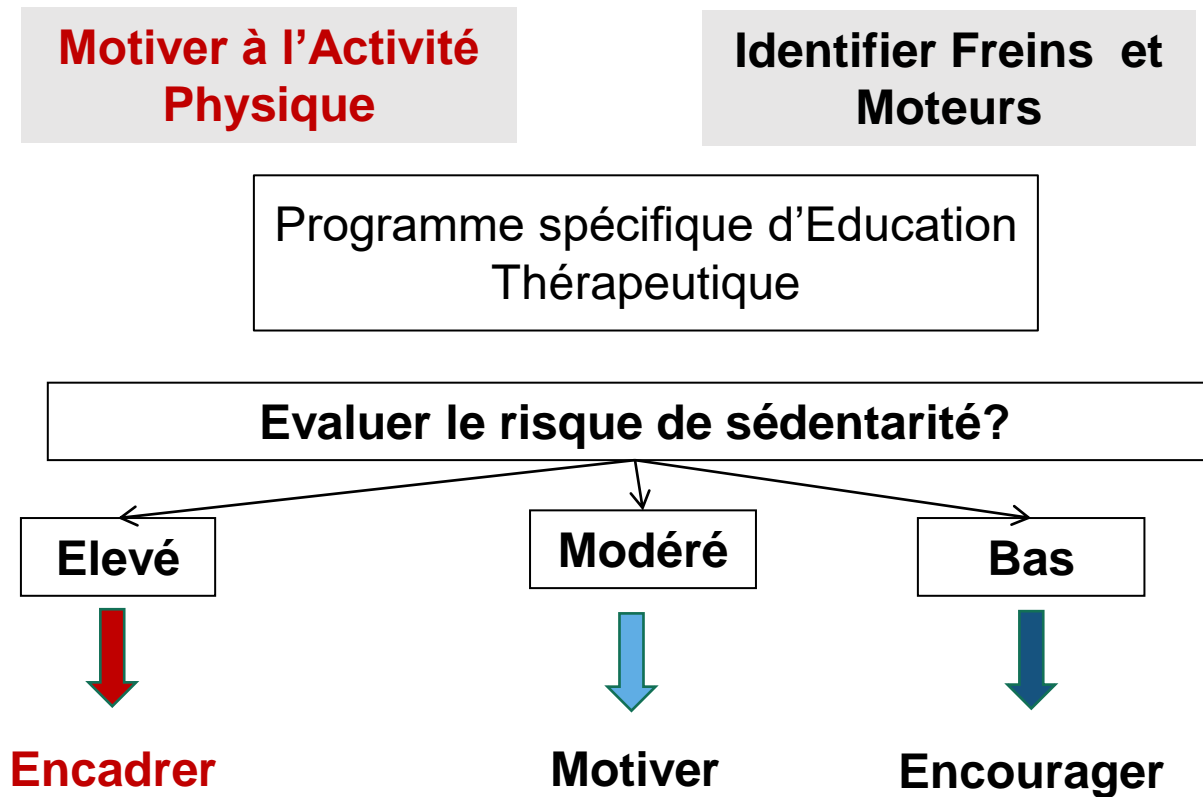 Motiver à l’Activité
Physique
Identifier Freins et
Moteurs
Programme spécifique d’Education
Thérapeutique
Evaluer le risque de sédentarité?
Elevé
Modéré
Bas
Encadrer
Motiver
Encourager